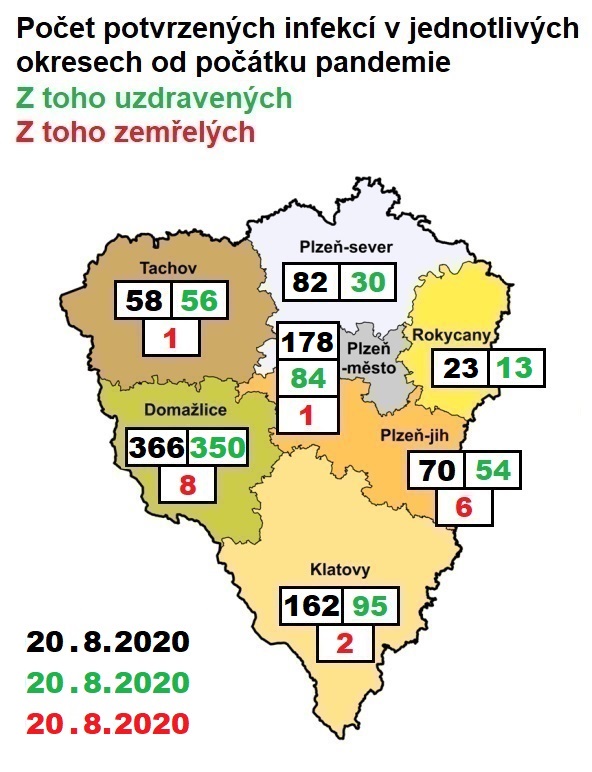 Počet potvrzených infekcí v jednotlivých
okresech od počátku pandemie
Z toho uzdravených
Z toho zemřelých
Plzeň-sever
82 30
Tachov
58 56
1
178
84
1
Plzeň
-město
Rokycany
23 13
Domažlice
366 350
8
Plzeň-jih
70 54
6
Klatovy
162 95
2
20.8.2020
20.8.2020
20.8.2020